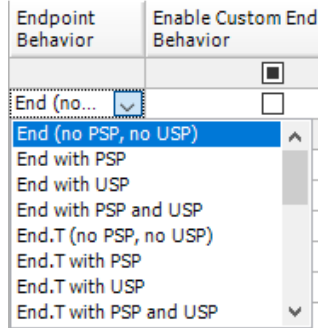 Endpoint Enable Custom End
Behavior Behavior
End (no...
End (no PSP, no USP)
End with PSP
End with USP
End with PSP and USP
End.T (no PSP, no USP)
End.T with PSP
End.T with USP
End.T with PSP and USP